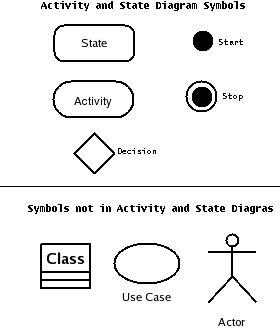 Activity and State Diagram Symbols
State
Start
Activity
Stop
Decision
Symbols not in Activity and State Diagras
Class
Use Case
Actor